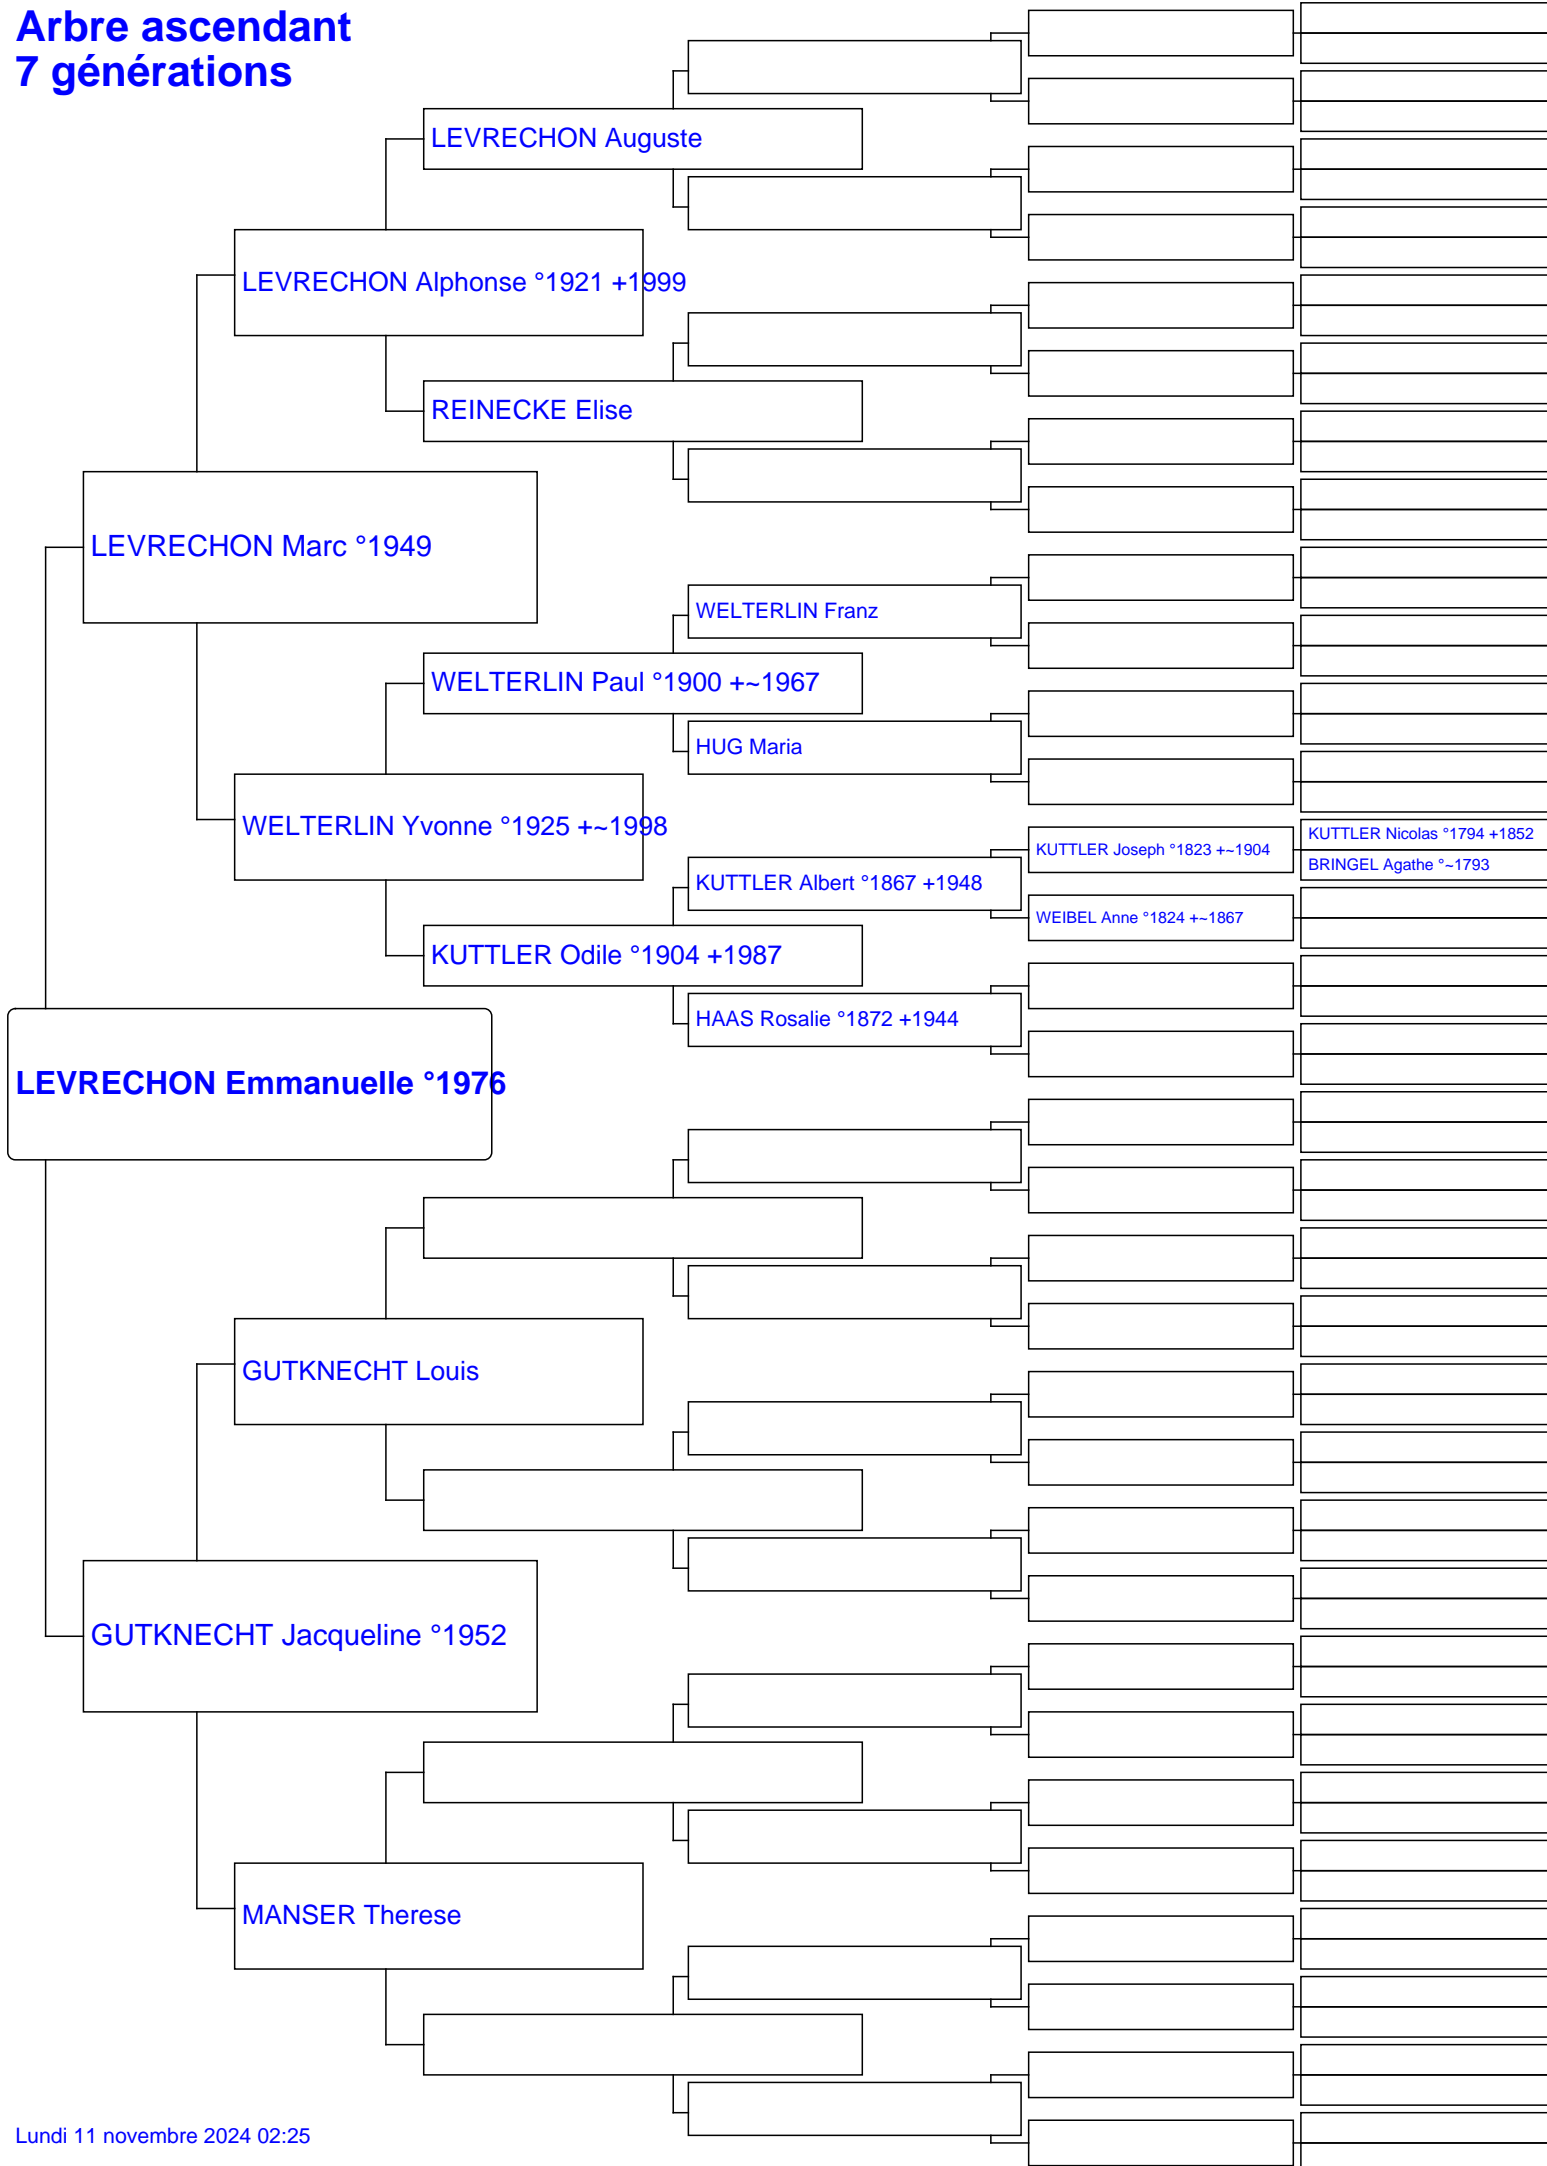 Arbre ascendant
7 générations
LEVRECHON Auguste
LEVRECHON Alphonse °1921 +1999
REINECKE Elise
LEVRECHON Marc °1949
WELTERLIN Franz
WELTERLIN Paul °1900 +~1967
HUG Maria
WELTERLIN Yvonne °1925 +~1998
KUTTLER Nicolas °1794 +1852
KUTTLER Joseph °1823 +~1904
BRINGEL Agathe °~1793
KUTTLER Albert °1867 +1948
WEIBEL Anne °1824 +~1867
KUTTLER Odile °1904 +1987
HAAS Rosalie °1872 +1944
LEVRECHON Emmanuelle °1976
GUTKNECHT Louis
GUTKNECHT Jacqueline °1952
MANSER Therese
Lundi 11 novembre 2024 02:25